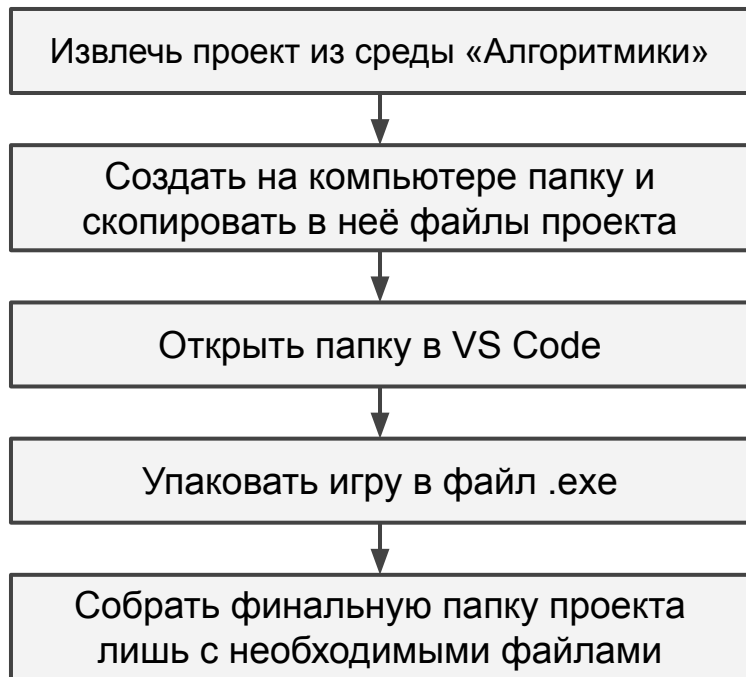 Извлечь проект из среды «Алгоритмики»
Создать на компьютере папку и
скопировать в неё файлы проекта
Открыть папку в VS Code
Упаковать игру в файл .exe
Собрать финальную папку проекта
лишь с необходимыми файлами